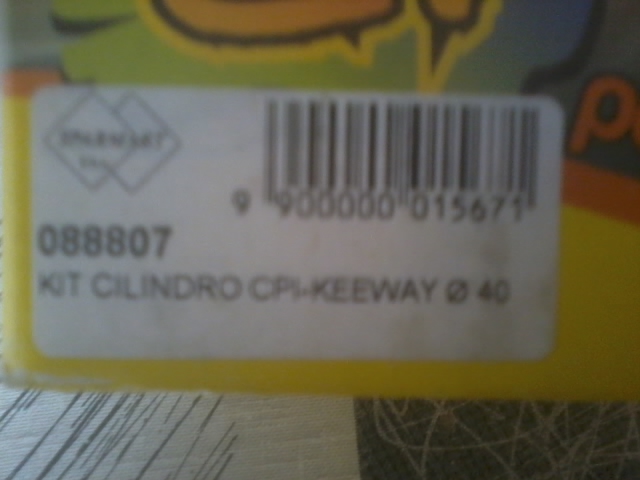 9 900000 015671
088807
KIT CILINDRO CPI-KEEWAY Ø 40